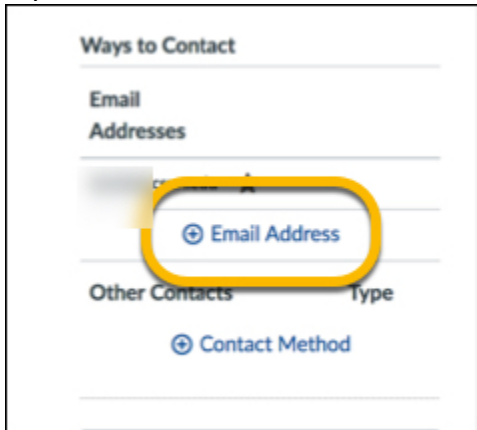 Ways to Contact
Email
Addresses
Email Address
Other Contacts Type
Contact Method